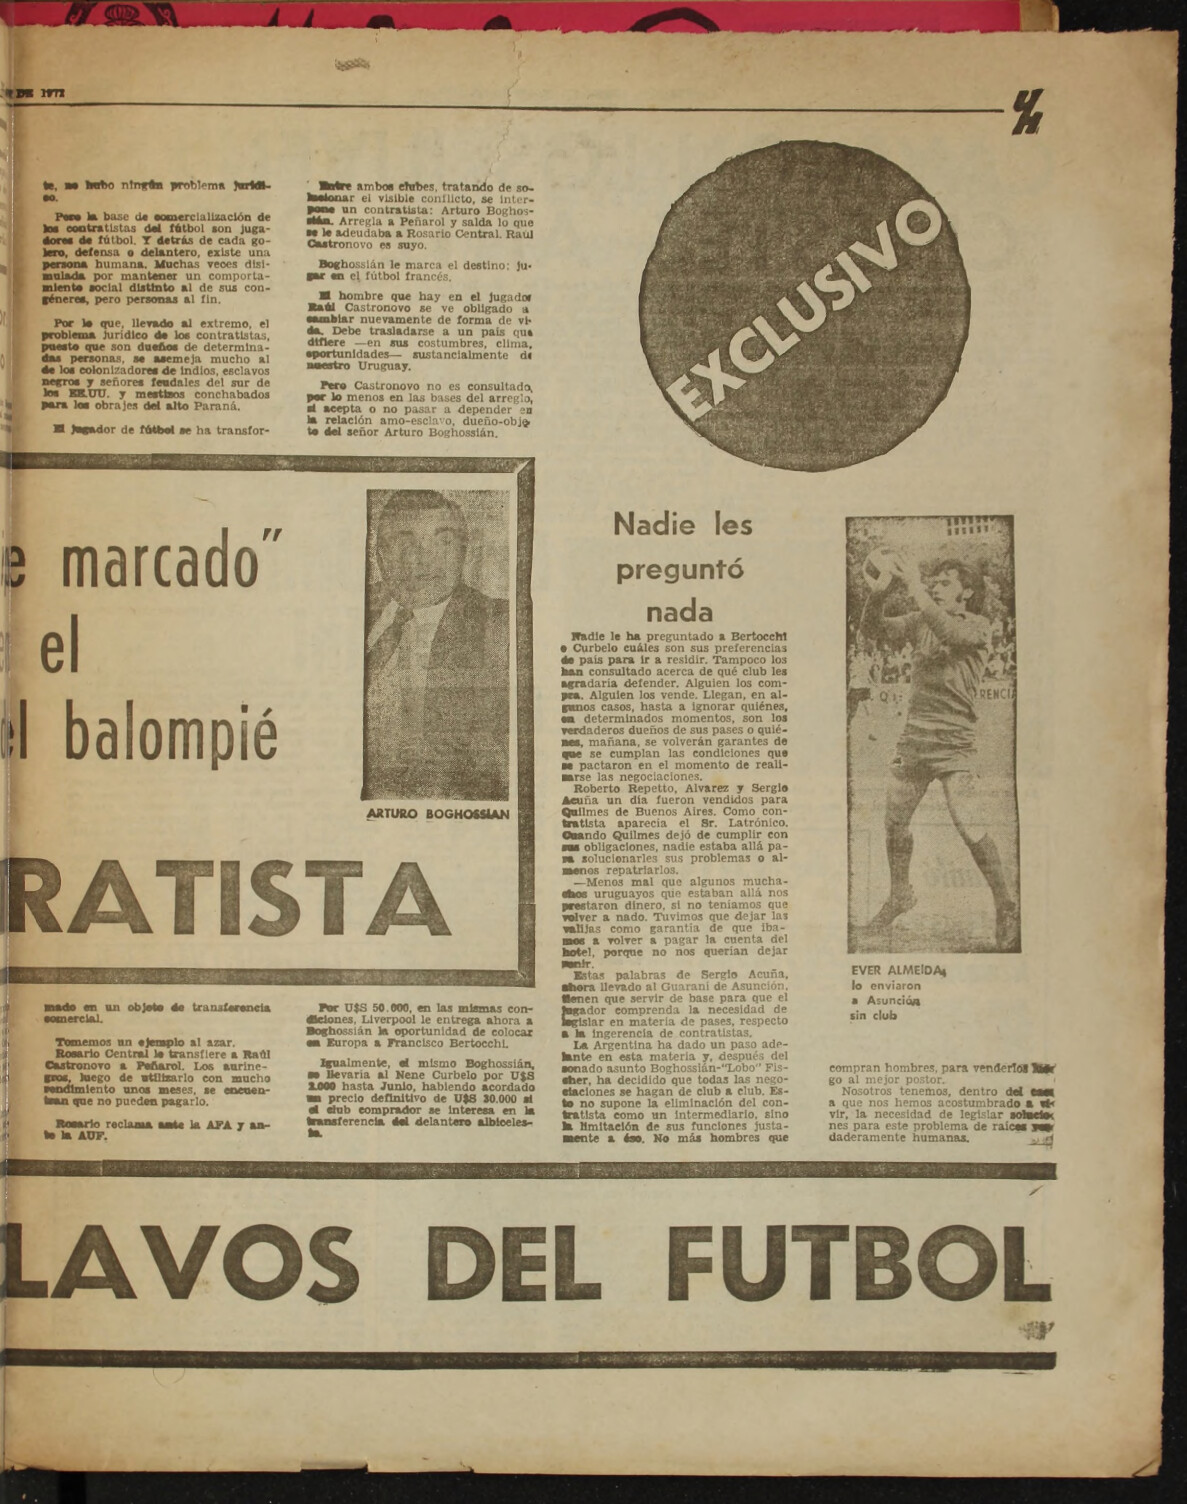 DE 1972
UH
te, no hubo ningún problema jurídi-
co.
Pero la base de comercialización de
los contratistas del fútbol son juga-
dores de fútbol. Y detrás de cada go-
lero, defensa o delantero, existe una
persona humana. Muchas veces disi-
mulada por mantener un comporta-
miento social distinto al de sus con-
géneres, pero personas al fin.
Por lo que, llevado al extremo, el
problema jurídico de los contratistas,
puesto que son dueños de determina-
das personas, se asemeja mucho al
de los colonizadores de indios, esclavos
negros y señores feudales del sur de
los EE.UU. y mestizos conchabados
para los obrajes del alto Paraná.
El jugador de fútbol se ha transfor-
Entre ambos clubes, tratando de so-
lucionar el visible conflicto, se inter-
pone un contratista: Arturo Boghos-
sián. Arregla a Peñarol y salda lo que
se le adeudaba a Rosario Central. Raúl
Castronovo es suyo.
Boghossián le marca el destino: ju-
gar en el fútbol francés.
El hombre que hay en el jugador
Raúl Castronovo se ve obligado a
cambiar nuevamente de forma de vi-
da. Debe trasladarse a un país que
difiere —en sus costumbres, clima,
oportunidades— sustancialmente de
nuestro Uruguay.
Pero Castronovo no es consultado,
por lo menos en las bases del arreglo,
si acepta o no pasar a depender en
la relación amo-esclavo, dueño-obje-
to del señor Arturo Boghossián.
EXCLUSIVO
e marcado"
el
el balompié
RATISTA
ARTURO BOGHOSSIAN
mado en un objeto de transferencia
comercial.
Tomemos un ejemplo al azar.
Rosario Central le transfiere a Raúl
Castronovo a Peñarol. Los aurine-
gros, luego de utilizarlo con mucho
rendimiento unos meses, se encuen-
tran que no pueden pagarlo.
Rosario reclama ante la AFA y an-
te la AUF.
Por U$S 50.000, en las mismas con-
diciones, Liverpool le entrega ahora a
Boghossián la oportunidad de colocar
en Europa a Francisco Bertocchi.
Igualmente, el mismo Boghossián,
se llevaría al Nene Curbelo por U$S
2.000 hasta Junio, habiendo acordado
un precio definitivo de U$S 30.000 si
el club comprador se interesa en la
transferencia del delantero albiceles-
te.
Nadie les
preguntó
nada
Nadie le ha preguntado a Bertocchi
o Curbelo cuáles son sus preferencias
de país para ir a residir. Tampoco los
han consultado acerca de qué club les
agradaría defender. Alguien los com-
pra. Alguien los vende. Llegan, en al-
gunos casos, hasta a ignorar quiénes,
en determinados momentos, son los
verdaderos dueños de sus pases o quié-
nes, mañana, se volverán garantes de
que se cumplan las condiciones que
se pactaron en el momento de reali-
zarse las negociaciones.
Roberto Repetto, Alvarez y Sergio
Acuña un día fueron vendidos para
Quilmes de Buenos Aires. Como con-
tratista aparecía el Sr. Latrónico.
Cuando Quilmes dejó de cumplir con
sus obligaciones, nadie estaba allá pa-
ra solucionarles sus problemas o al-
menos repatriarlos.
—Menos mal que algunos mucha-
chos uruguayos que estaban allá nos
prestaron dinero, si no teníamos que
volver a nado. Tuvimos que dejar las
valijas como garantía de que íba-
mos a volver a pagar la cuenta del
hotel, porque no nos querían dejar
venir.
Estas palabras de Sergio Acuña,
ahora llevado al Guaraní de Asunción,
tienen que servir de base para que el
jugador comprenda la necesidad de
legislar en materia de pases, respecto
a la ingerencia de contratistas.
La Argentina ha dado un paso ade-
lante en esta materia y, después del
sonado asunto Boghossián-"Lobo" Fis-
cher, ha decidido que todas las nego-
ciaciones se hagan de club a club. Es-
to no supone la eliminación del con-
tratista como un intermediario, sino
la limitación de sus funciones justa-
mente a éso. No más hombres que
RENCIA
EVER ALMEIDA,
lo enviaron
a Asunción
sin club
compran hombres, para venderlos lue-
go al mejor postor.
Nosotros tenemos, dentro del caos
a que nos hemos acostumbrado a vi-
vir, la necesidad de legislar solucio-
nes para este problema de raíces ver-
daderamente humanas.
LAVOS DEL FUTBOL